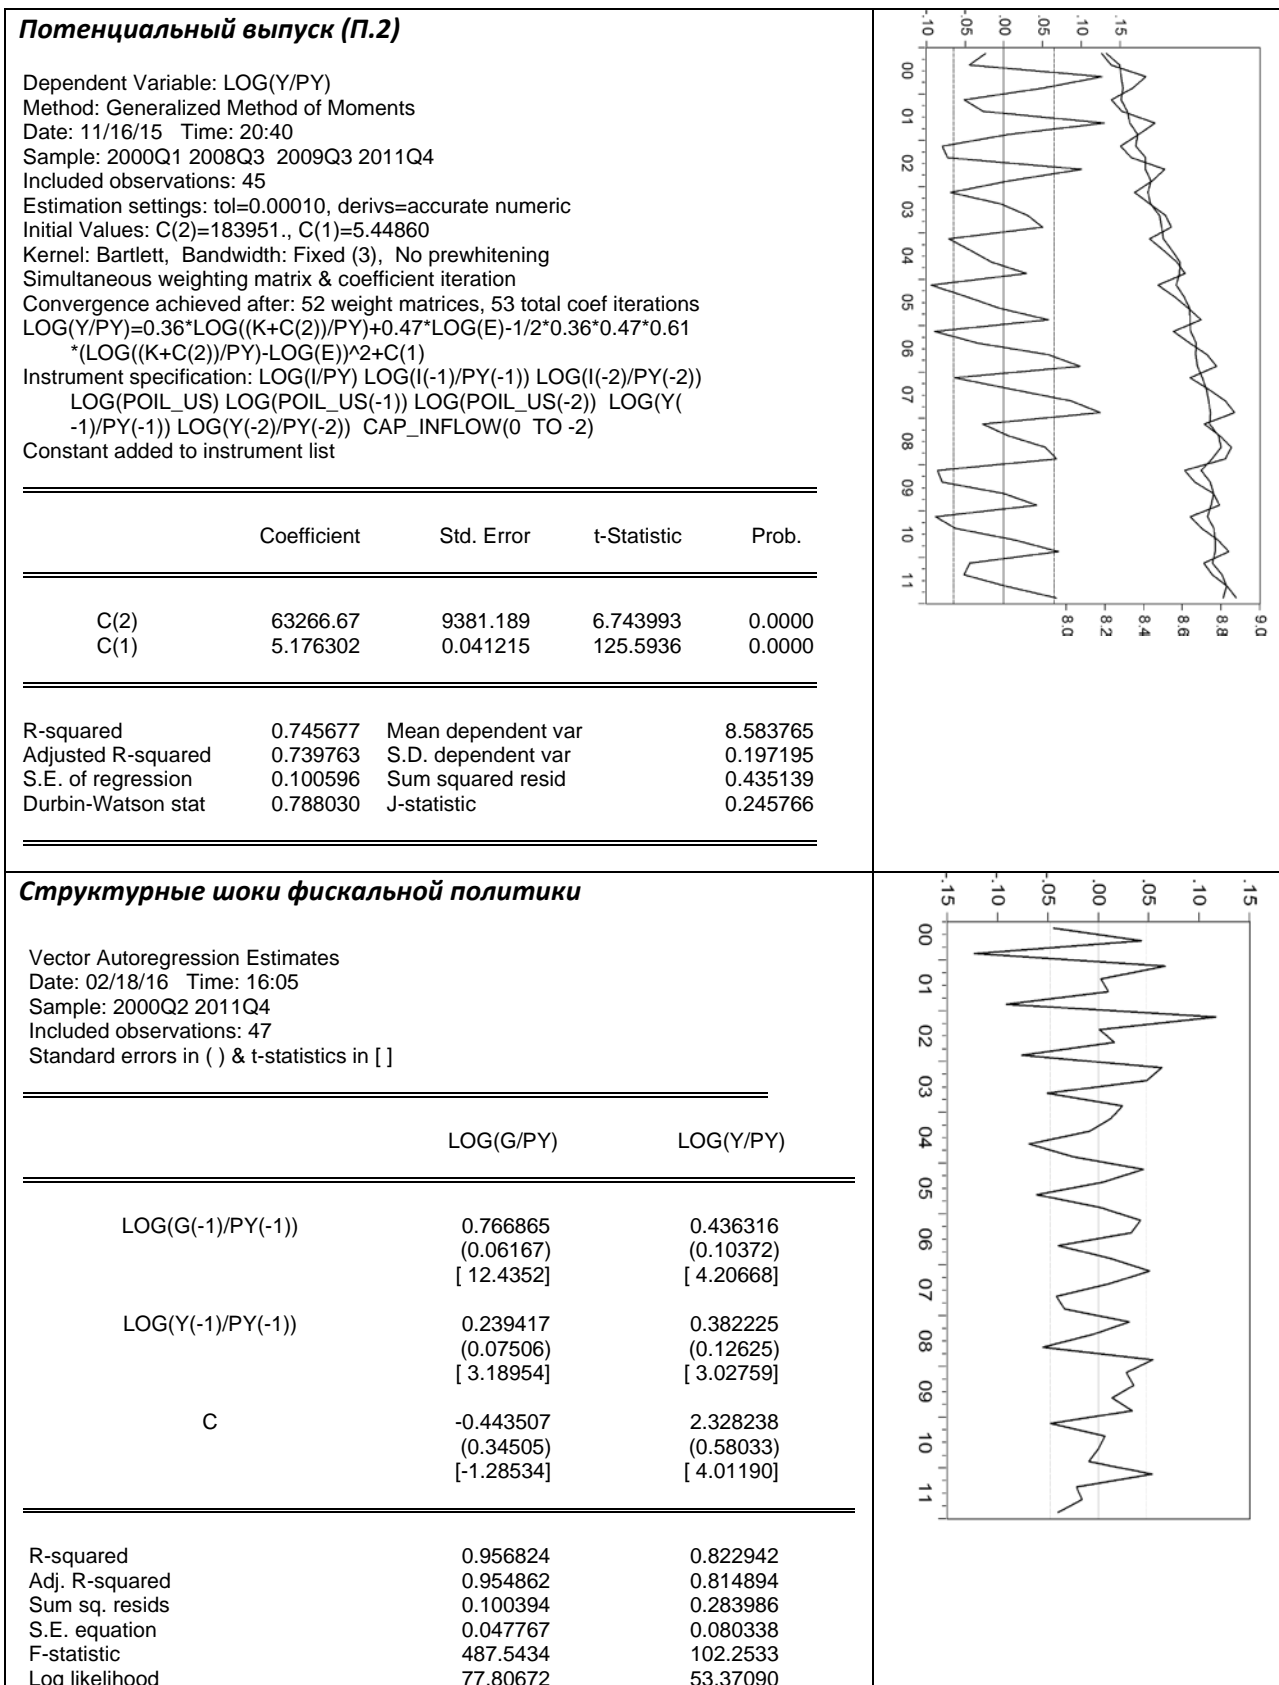 Потенциальный выпуск (П.2)
Dependent Variable: LOG(Y/PY)
Method: Generalized Method of Moments
Date: 11/16/15 Time: 20:40
Sample: 2000Q1 2008Q3 2009Q3 2011Q4
Included observations: 45
Estimation settings: tol=0.00010, derivs=accurate numeric
Initial Values: C(2)=183951., C(1)=5.44860
Kernel: Bartlett, Bandwidth: Fixed (3), No prewhitening
Simultaneous weighting matrix & coefficient iteration
Convergence achieved after: 52 weight matrices, 53 total coef iterations
LOG(Y/PY)=0.36*LOG((K+C(2))/PY)+0.47*LOG(E)-1/2*0.36*0.47*0.61
*(LOG((K+C(2))/PY)-LOG(E))^2+C(1)
Instrument specification: LOG(I/PY) LOG(I(-1)/PY(-1)) LOG(I(-2)/PY(-2))
LOG(POIL_US) LOG(POIL_US(-1)) LOG(POIL_US(-2)) LOG(Y(
-1)/PY(-1)) LOG(Y(-2)/PY(-2)) CAP_INFLOW(0 TO -2)
Constant added to instrument list
Coefficient Std. Error t-Statistic Prob.
C(2) 63266.67 9381.189 6.743993 0.0000
C(1) 5.176302 0.041215 125.5936 0.0000
R-squared 0.745677 Mean dependent var 8.583765
Adjusted R-squared 0.739763 S.D. dependent var 0.197195
S.E. of regression 0.100596 Sum squared resid 0.435139
Durbin-Watson stat 0.788030 J-statistic 0.245766
-.10 -.05 .00 .05 .10 .15
00 01 02 03 04 05 06 07 08 09 10 11
8.0 8.2 8.4 8.6 8.8 9.0
Структурные шоки фискальной политики
Vector Autoregression Estimates
Date: 02/18/16 Time: 16:05
Sample: 2000Q2 2011Q4
Included observations: 47
Standard errors in ( ) & t-statistics in [ ]
LOG(G/PY) LOG(Y/PY)
LOG(G(-1)/PY(-1)) 0.766865 0.436316
(0.06167) (0.10372)
[ 12.4352] [ 4.20668]
LOG(Y(-1)/PY(-1)) 0.239417 0.382225
(0.07506) (0.12625)
[ 3.18954] [ 3.02759]
C -0.443507 2.328238
(0.34505) (0.58033)
[-1.28534] [ 4.01190]
R-squared 0.956824 0.822942
Adj. R-squared 0.954862 0.814894
Sum sq. resids 0.100394 0.283986
S.E. equation 0.047767 0.080338
F-statistic 487.5434 102.2533
Log likelihood 77.80672 53.37090
-.15 -.10 -.05 .00 .05 .10 .15
00 01 02 03 04 05 06 07 08 09 10 11